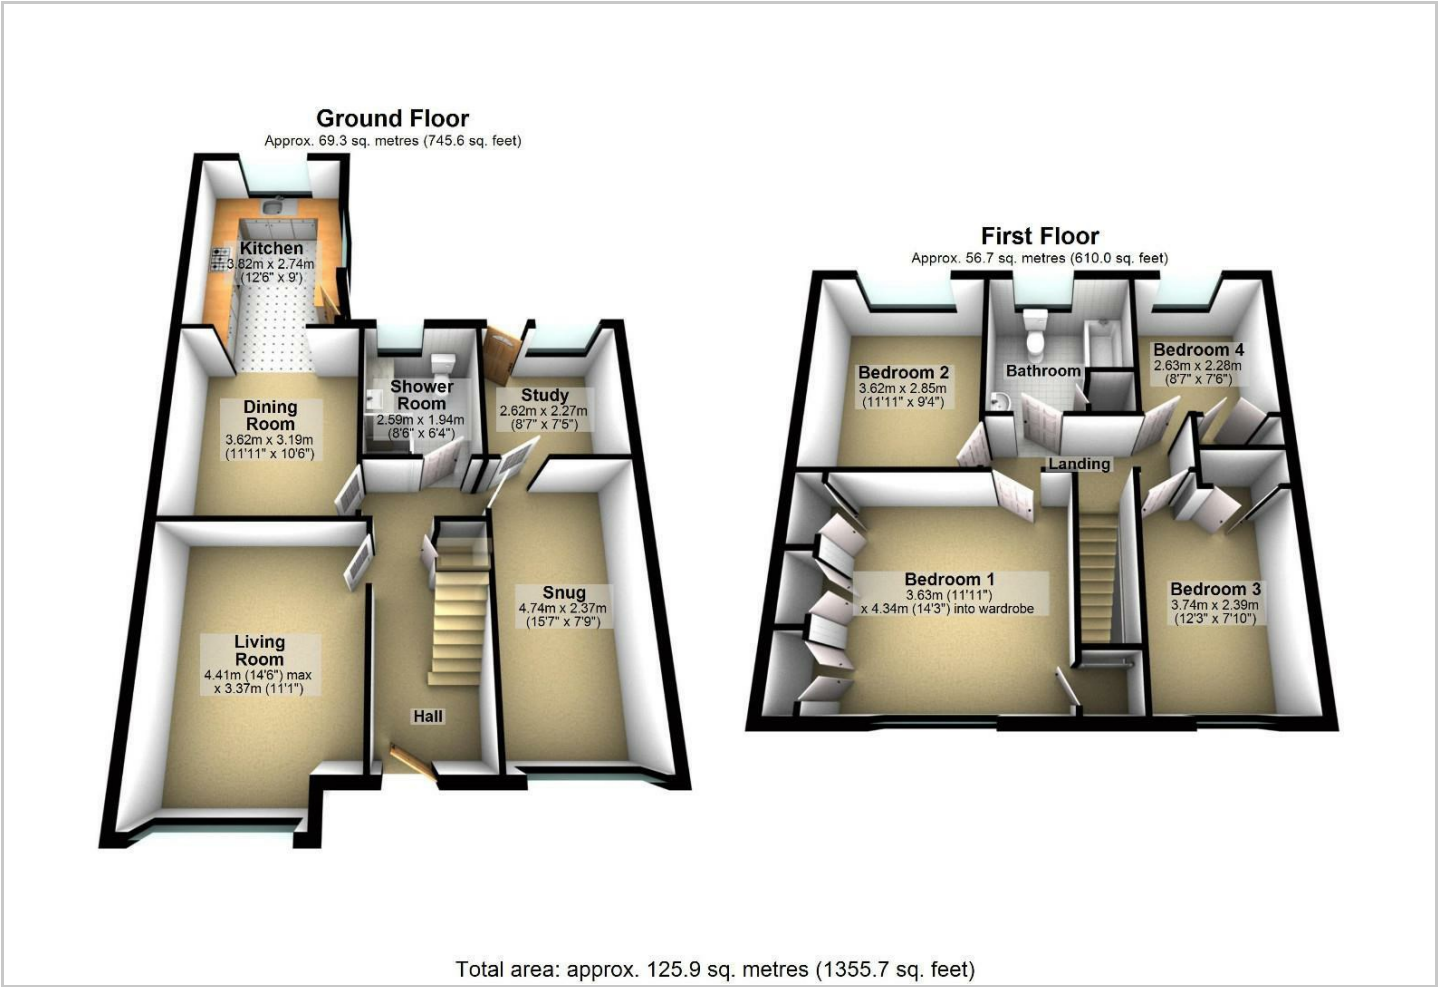 Ground Floor
Approx. 69.3 sq. metres (745.6 sq. feet)
Kitchen
3.82m x 2.74m
(12'6" x 9')
Dining
Room
3.62m x 3.19m
(11'11" x 10'6")
Shower
Room
2.59m x 1.94m
(8'6" x 6'4")
Study
2.62m x 2.27m
(8'7" x 7'5")
Living
Room
4.41m (14'6") max
x 3.37m (11'1")
Hall
Snug
4.74m x 2.37m
(15'7" x 7'9")
First Floor
Approx. 56.7 sq. metres (610.0 sq. feet)
Bedroom 2
3.62m x 2.85m
(11'11" x 9'4")
Bathroom
Bedroom 4
2.63m x 2.28m
(8'7" x 7'6")
Landing
Bedroom 1
3.63m (11'11")
x 4.34m (14'3") into wardrobe
Bedroom 3
3.74m x 2.39m
(12'3" x 7'10")
Total area: approx. 125.9 sq. metres (1355.7 sq. feet)